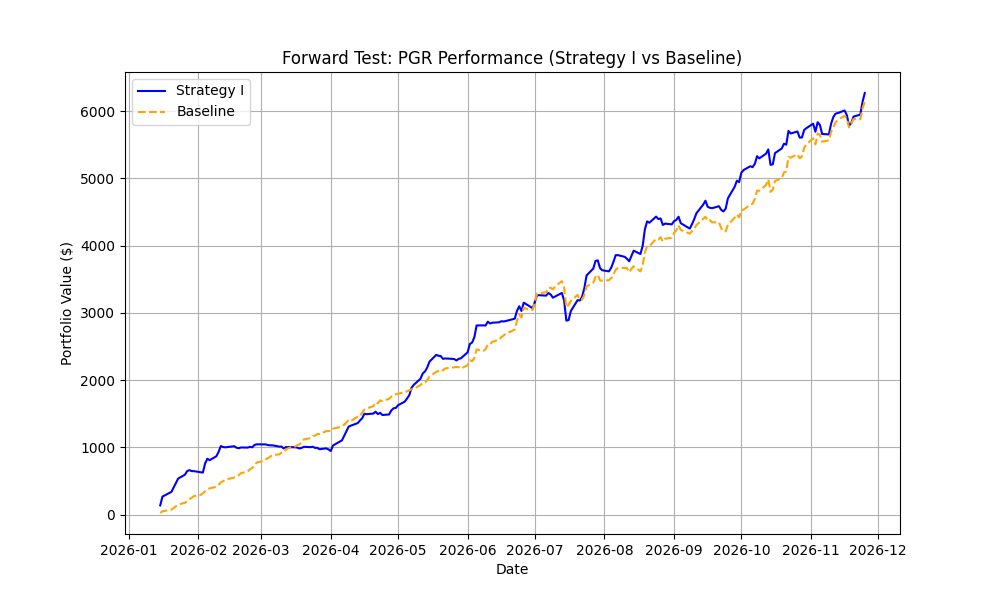 Forward Test: PGR Performance (Strategy I vs Baseline)
Strategy I
Baseline
6000
5000
4000
3000
2000
1000
0
Portfolio Value ($)
2026-01 2026-02 2026-03 2026-04 2026-05 2026-06 2026-07 2026-08 2026-09 2026-10 2026-11 2026-12
Date